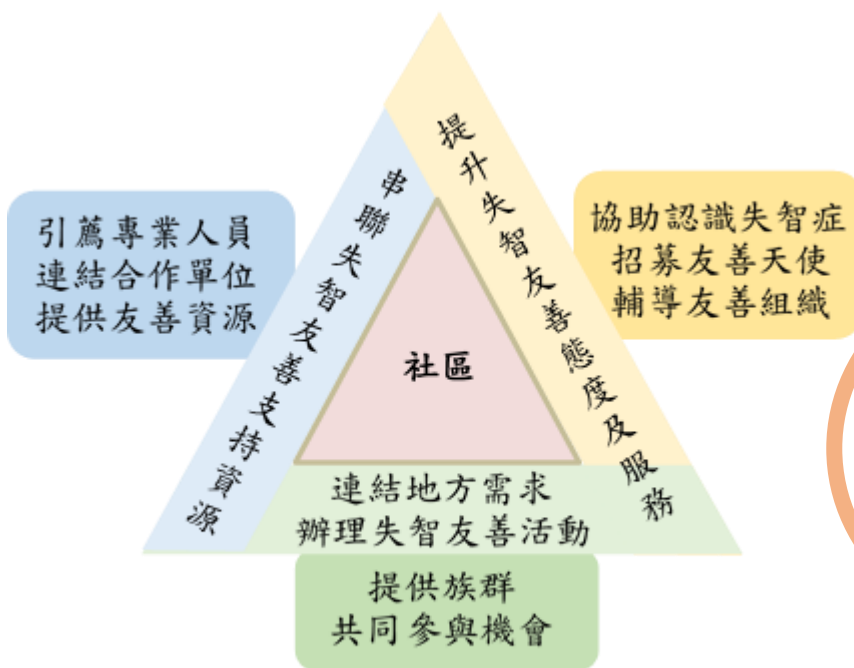 引薦專業人員
連結合作單位
提供友善資源
串聯失智友善支持資源
社區
提升失智友善態度及服務
協助認識失智症
招募友善天使
輔導友善組織
連結地方需求
辦理失智友善活動
提供族群
共同參與機會